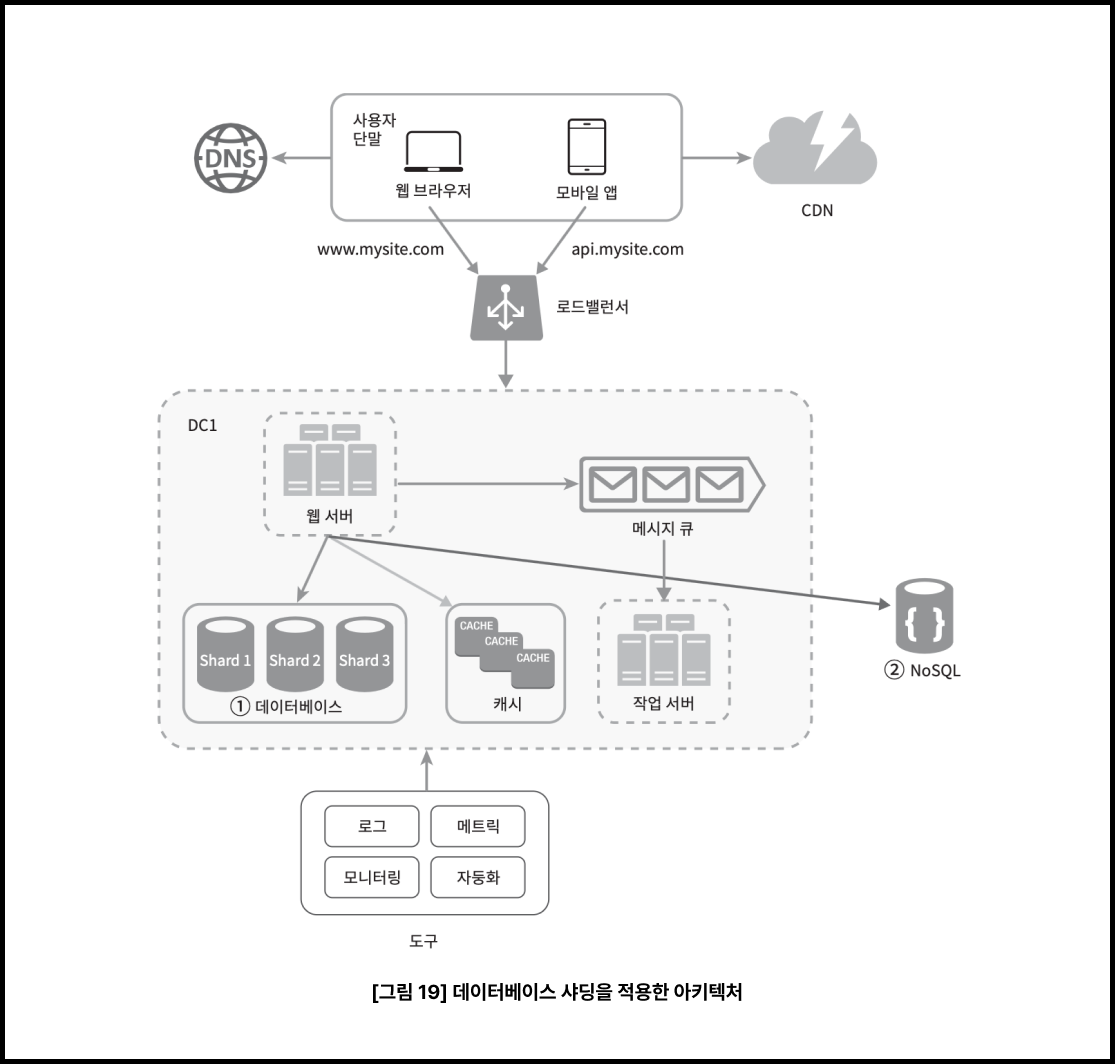 사용자
단말
DNS
웹 브라우저
모바일 앱
CDN
www.mysite.com
api.mysite.com
로드밸런서
DC1
웹 서버
메시지 큐
Shard 1
Shard 2
Shard 3
① 데이터베이스
CACHE
CACHE
CACHE
캐시
작업 서버
{ }
② NoSQL
로그
메트릭
모니터링
자동화
도구
[그림 19] 데이터베이스 샤딩을 적용한 아키텍처